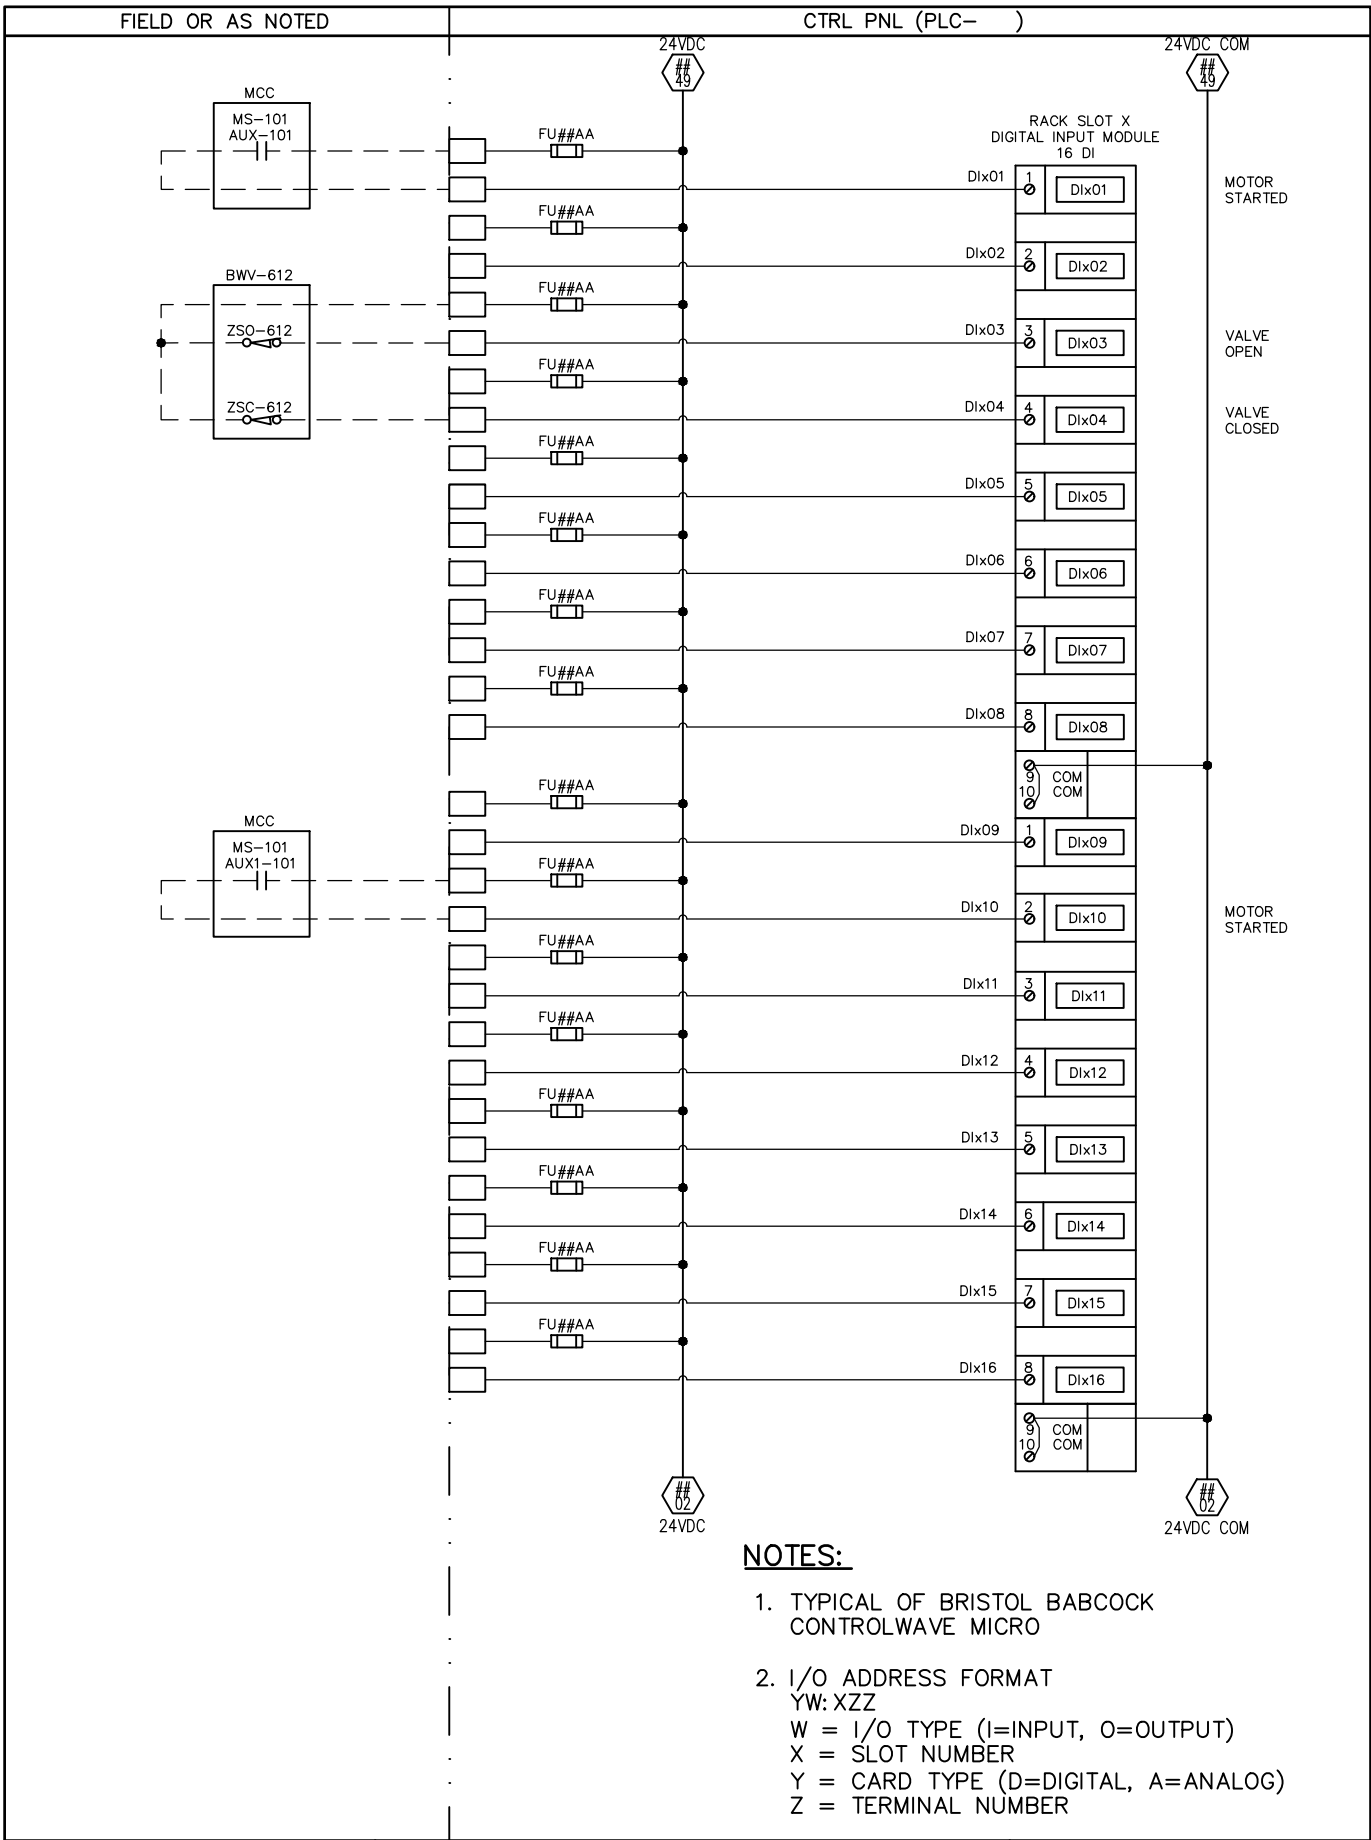 FIELD OR AS NOTED
CTRL PNL (PLC-    )
24VDC
##
49
24VDC COM
##
49
MCC
MS-101
AUX-101
FU##AA
RACK SLOT X
DIGITAL INPUT MODULE
16 DI
DIx01
1
DIx01
MOTOR
STARTED
FU##AA
DIx02
2
DIx02
BWV-612
FU##AA
ZSO-612
DIx03
3
DIx03
VALVE
OPEN
FU##AA
ZSC-612
DIx04
4
DIx04
VALVE
CLOSED
FU##AA
DIx05
5
DIx05
FU##AA
DIx06
6
DIx06
FU##AA
DIx07
7
DIx07
FU##AA
DIx08
8
DIx08
9 COM
10 COM
FU##AA
MCC
MS-101
AUX1-101
DIx09
1
DIx09
FU##AA
DIx10
2
DIx10
MOTOR
STARTED
FU##AA
DIx11
3
DIx11
FU##AA
DIx12
4
DIx12
FU##AA
DIx13
5
DIx13
FU##AA
DIx14
6
DIx14
FU##AA
DIx15
7
DIx15
FU##AA
DIx16
8
DIx16
9 COM
10 COM
##
02
24VDC
##
02
24VDC COM
NOTES:
1. TYPICAL OF BRISTOL BABCOCK
CONTROLWAVE MICRO
2. I/O ADDRESS FORMAT
YW:XZZ
W = I/O TYPE (I=INPUT, O=OUTPUT)
X = SLOT NUMBER
Y = CARD TYPE (D=DIGITAL, A=ANALOG)
Z = TERMINAL NUMBER